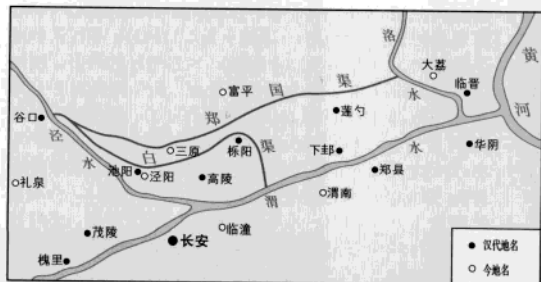 洛
大荔
黄
临晋
富平
国
渠
郑
莲勺
水
河
谷口
泾
白
三原
栎阳
渠
下邽
水
华阴
水
池阳
泾阳
高陵
郑县
礼泉
渭
渭南
临潼
茂陵
长安
槐里
汉代地名
今地名